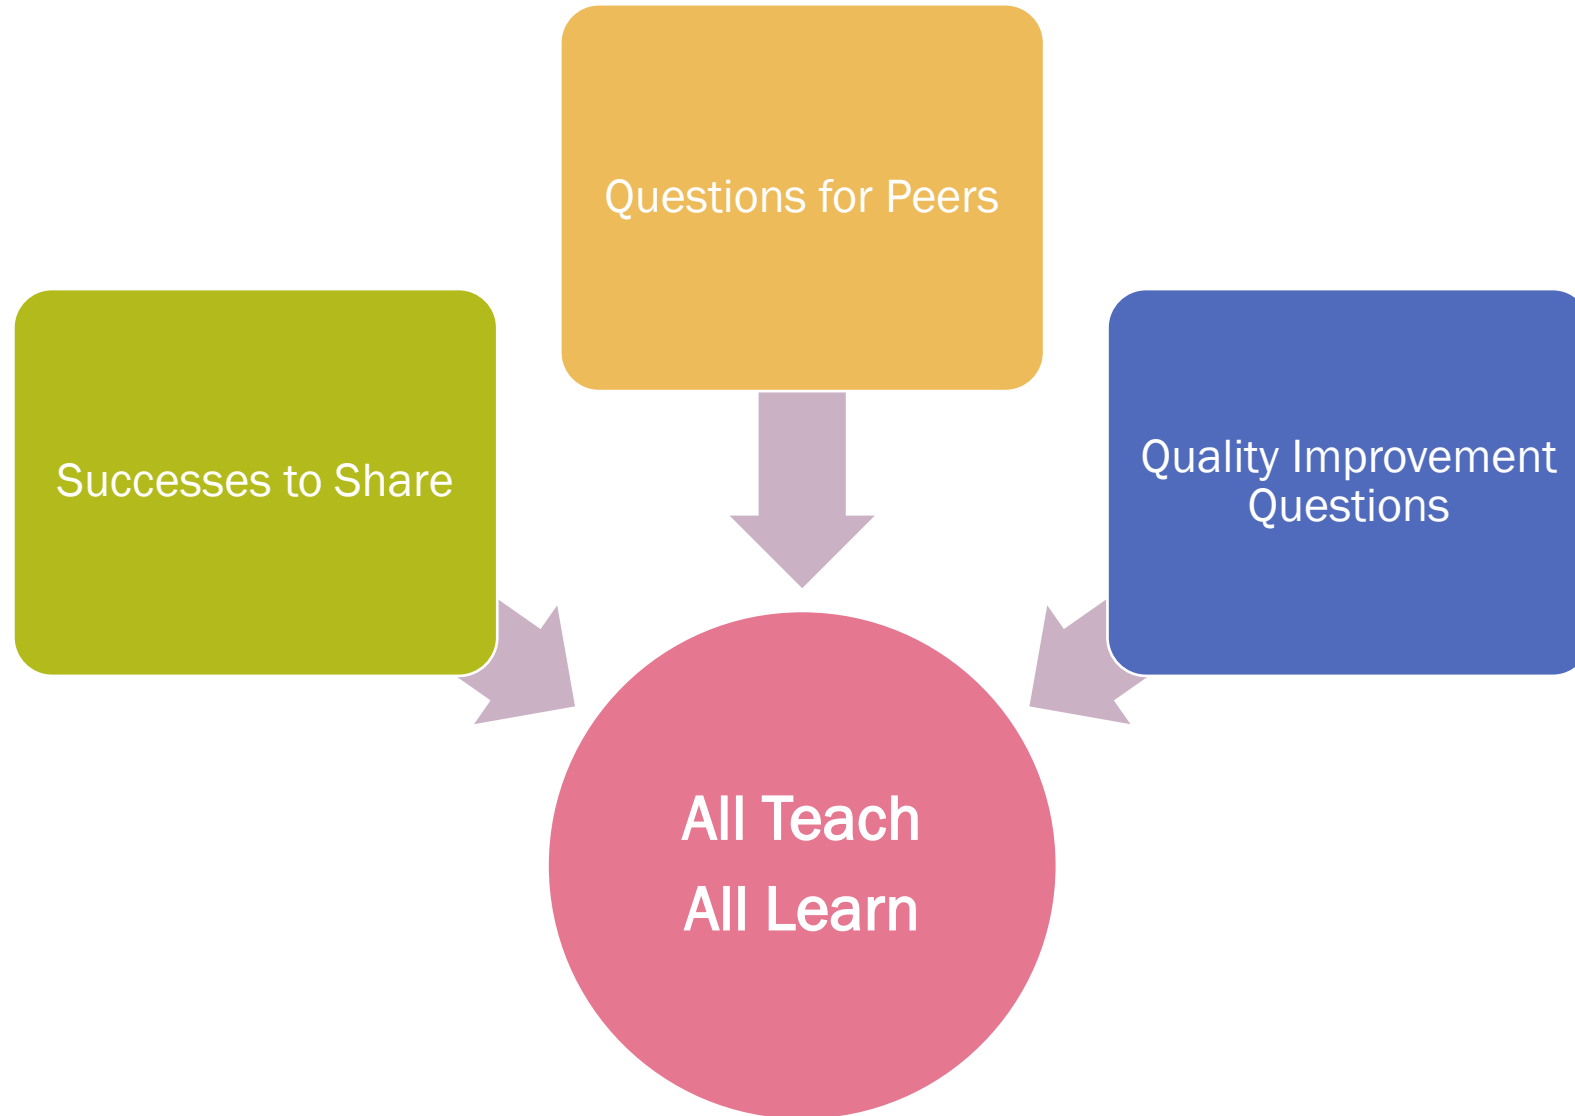 Questions for Peers
Successes to Share
Quality Improvement
Questions
All Teach
All Learn